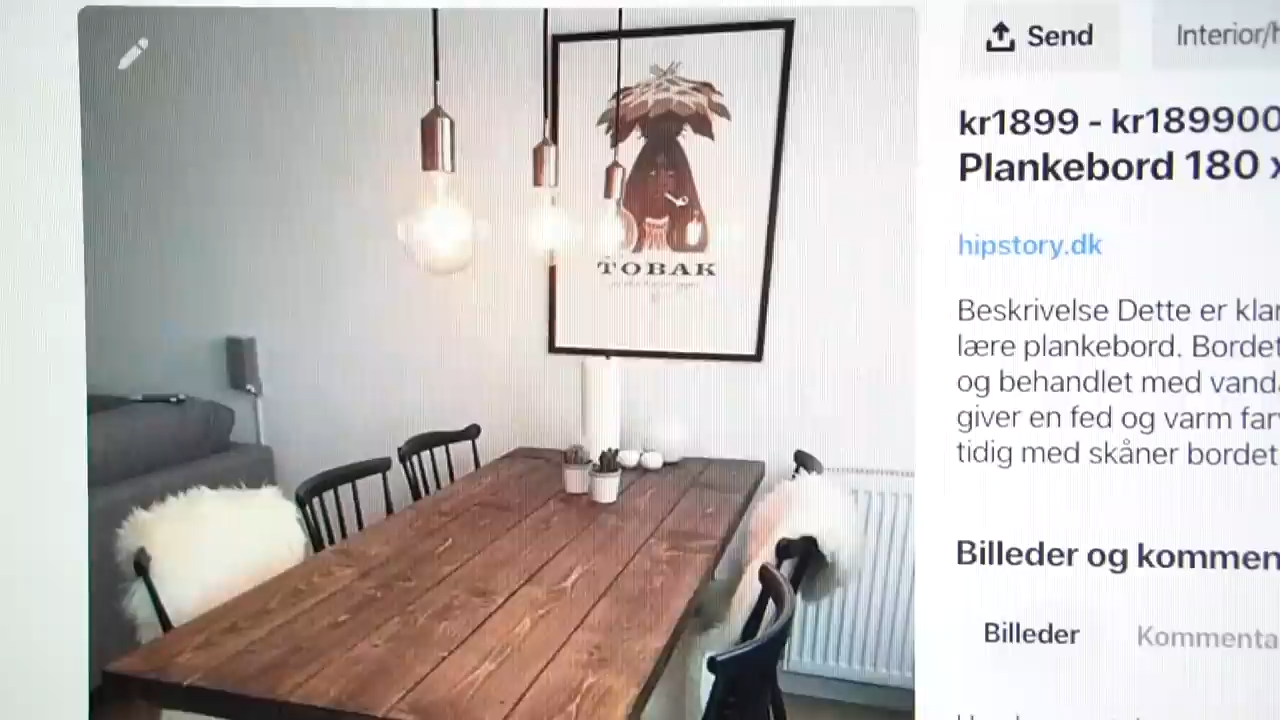 TOBAK
Send
Interior/h
kr1899 - kr189900
Plankebord 180 x
hipstory.dk
Beskrivelse Dette er klar
lære plankebord. Bordet
og behandlet med vand
giver en fed og varm far
tidig med skåner bordet
Billeder og kommen
Billeder
Kommenta